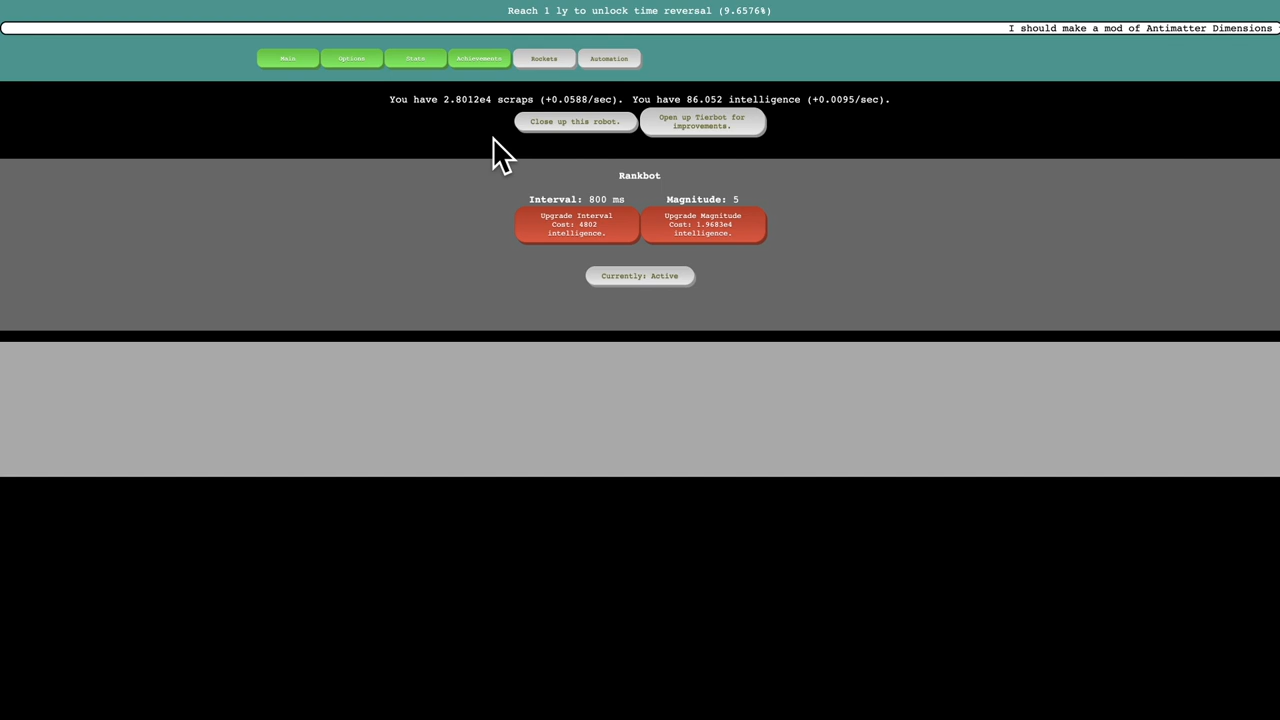 Reach 1 ly to unlock time reversal (9.6576%)
I should make a mod of Antimatter Dimensions
Main Options Stats Achievements Rockets Automation
You have 2.8012e4 scraps (+0.0588/sec). You have 86.052 intelligence (+0.0095/sec).
Close up this robot.
Open up Tierbot for
improvements.
Rankbot
Interval: 800 ms Magnitude: 5
Upgrade Interval
Cost: 4802
intelligence.
Upgrade Magnitude
Cost: 1.9683e4
intelligence.
Currently: Active